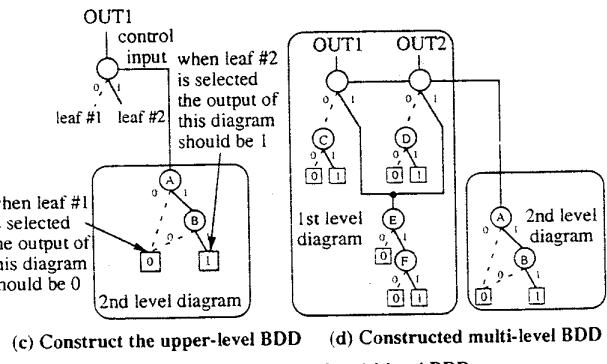 OUT1
control
input
0 1
leaf #1 leaf #2
when leaf #2
is selected
the output of
this diagram
should be 1
A
0 1
B
0 1
0 1
when leaf #1
is selected
the output of
this diagram
should be 0
2nd level diagram
(c) Construct the upper-level BDD
OUT1 OUT2
0 1 0 1
C D
0 1 0 1
0 1 0 1
1st level
diagram
E
0 1
0 F
0 1
0 1
A
0 1
2nd level
diagram
B
0 1
0 1
(d) Constructed multi-level BDD